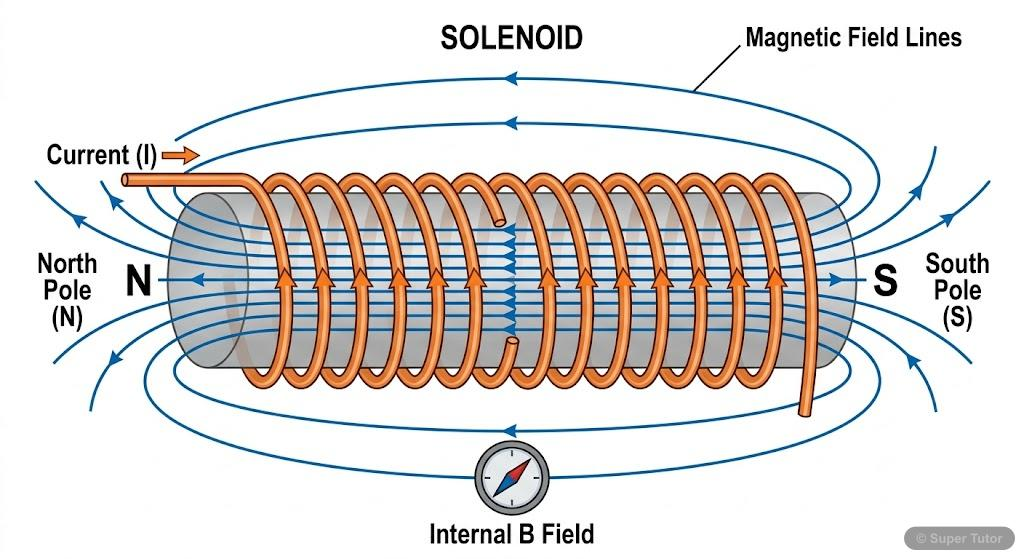 SOLENOID
Magnetic Field Lines
Current (I)
North
Pole
(N)
N
S
South
Pole
(S)
Internal B Field
© Super Tutor